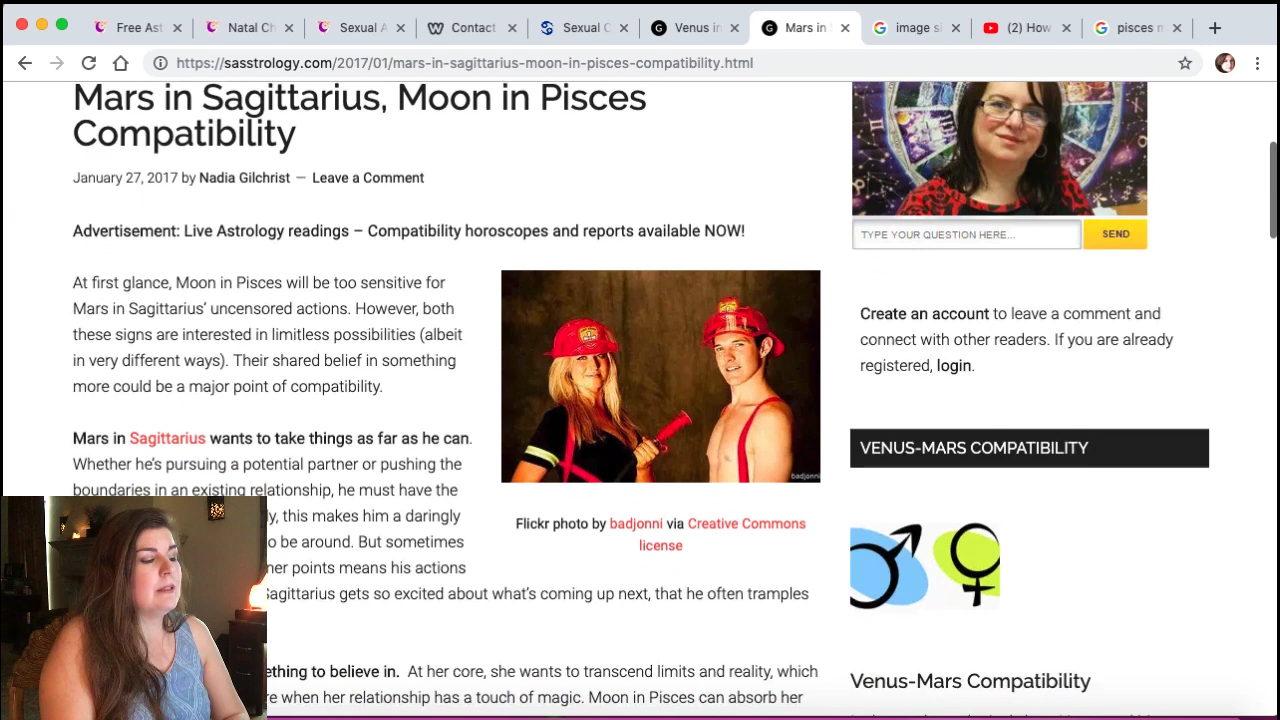 Free Ast
Natal Ch
Sexual A
Contact
Sexual C
Venus in
Mars in
image si
(2) How
pisces n
https://sasstrology.com/2017/01/mars-in-sagittarius-moon-in-pisces-compatibility.html
Mars in Sagittarius, Moon in Pisces
Compatibility
January 27, 2017 by Nadia Gilchrist — Leave a Comment
Advertisement: Live Astrology readings – Compatibility horoscopes and reports available NOW!
At first glance, Moon in Pisces will be too sensitive for
Mars in Sagittarius’ uncensored actions. However, both
these signs are interested in limitless possibilities (albeit
in very different ways). Their shared belief in something
more could be a major point of compatibility.
Mars in Sagittarius wants to take things as far as he can.
Whether he’s pursuing a potential partner or pushing the
boundaries in an existing relationship, he must have the
, this makes him a daringly
o be around. But sometimes
ner points means his actions
Sagittarius gets so excited about what’s coming up next, that he often tramples
ething to believe in. At her core, she wants to transcend limits and reality, which
re when her relationship has a touch of magic. Moon in Pisces can absorb her
badjonni
Flickr photo by badjonni via Creative Commons
license
TYPE YOUR QUESTION HERE...
SEND
Create an account to leave a comment and
connect with other readers. If you are already
registered, login.
VENUS-MARS COMPATIBILITY
Venus-Mars Compatibility